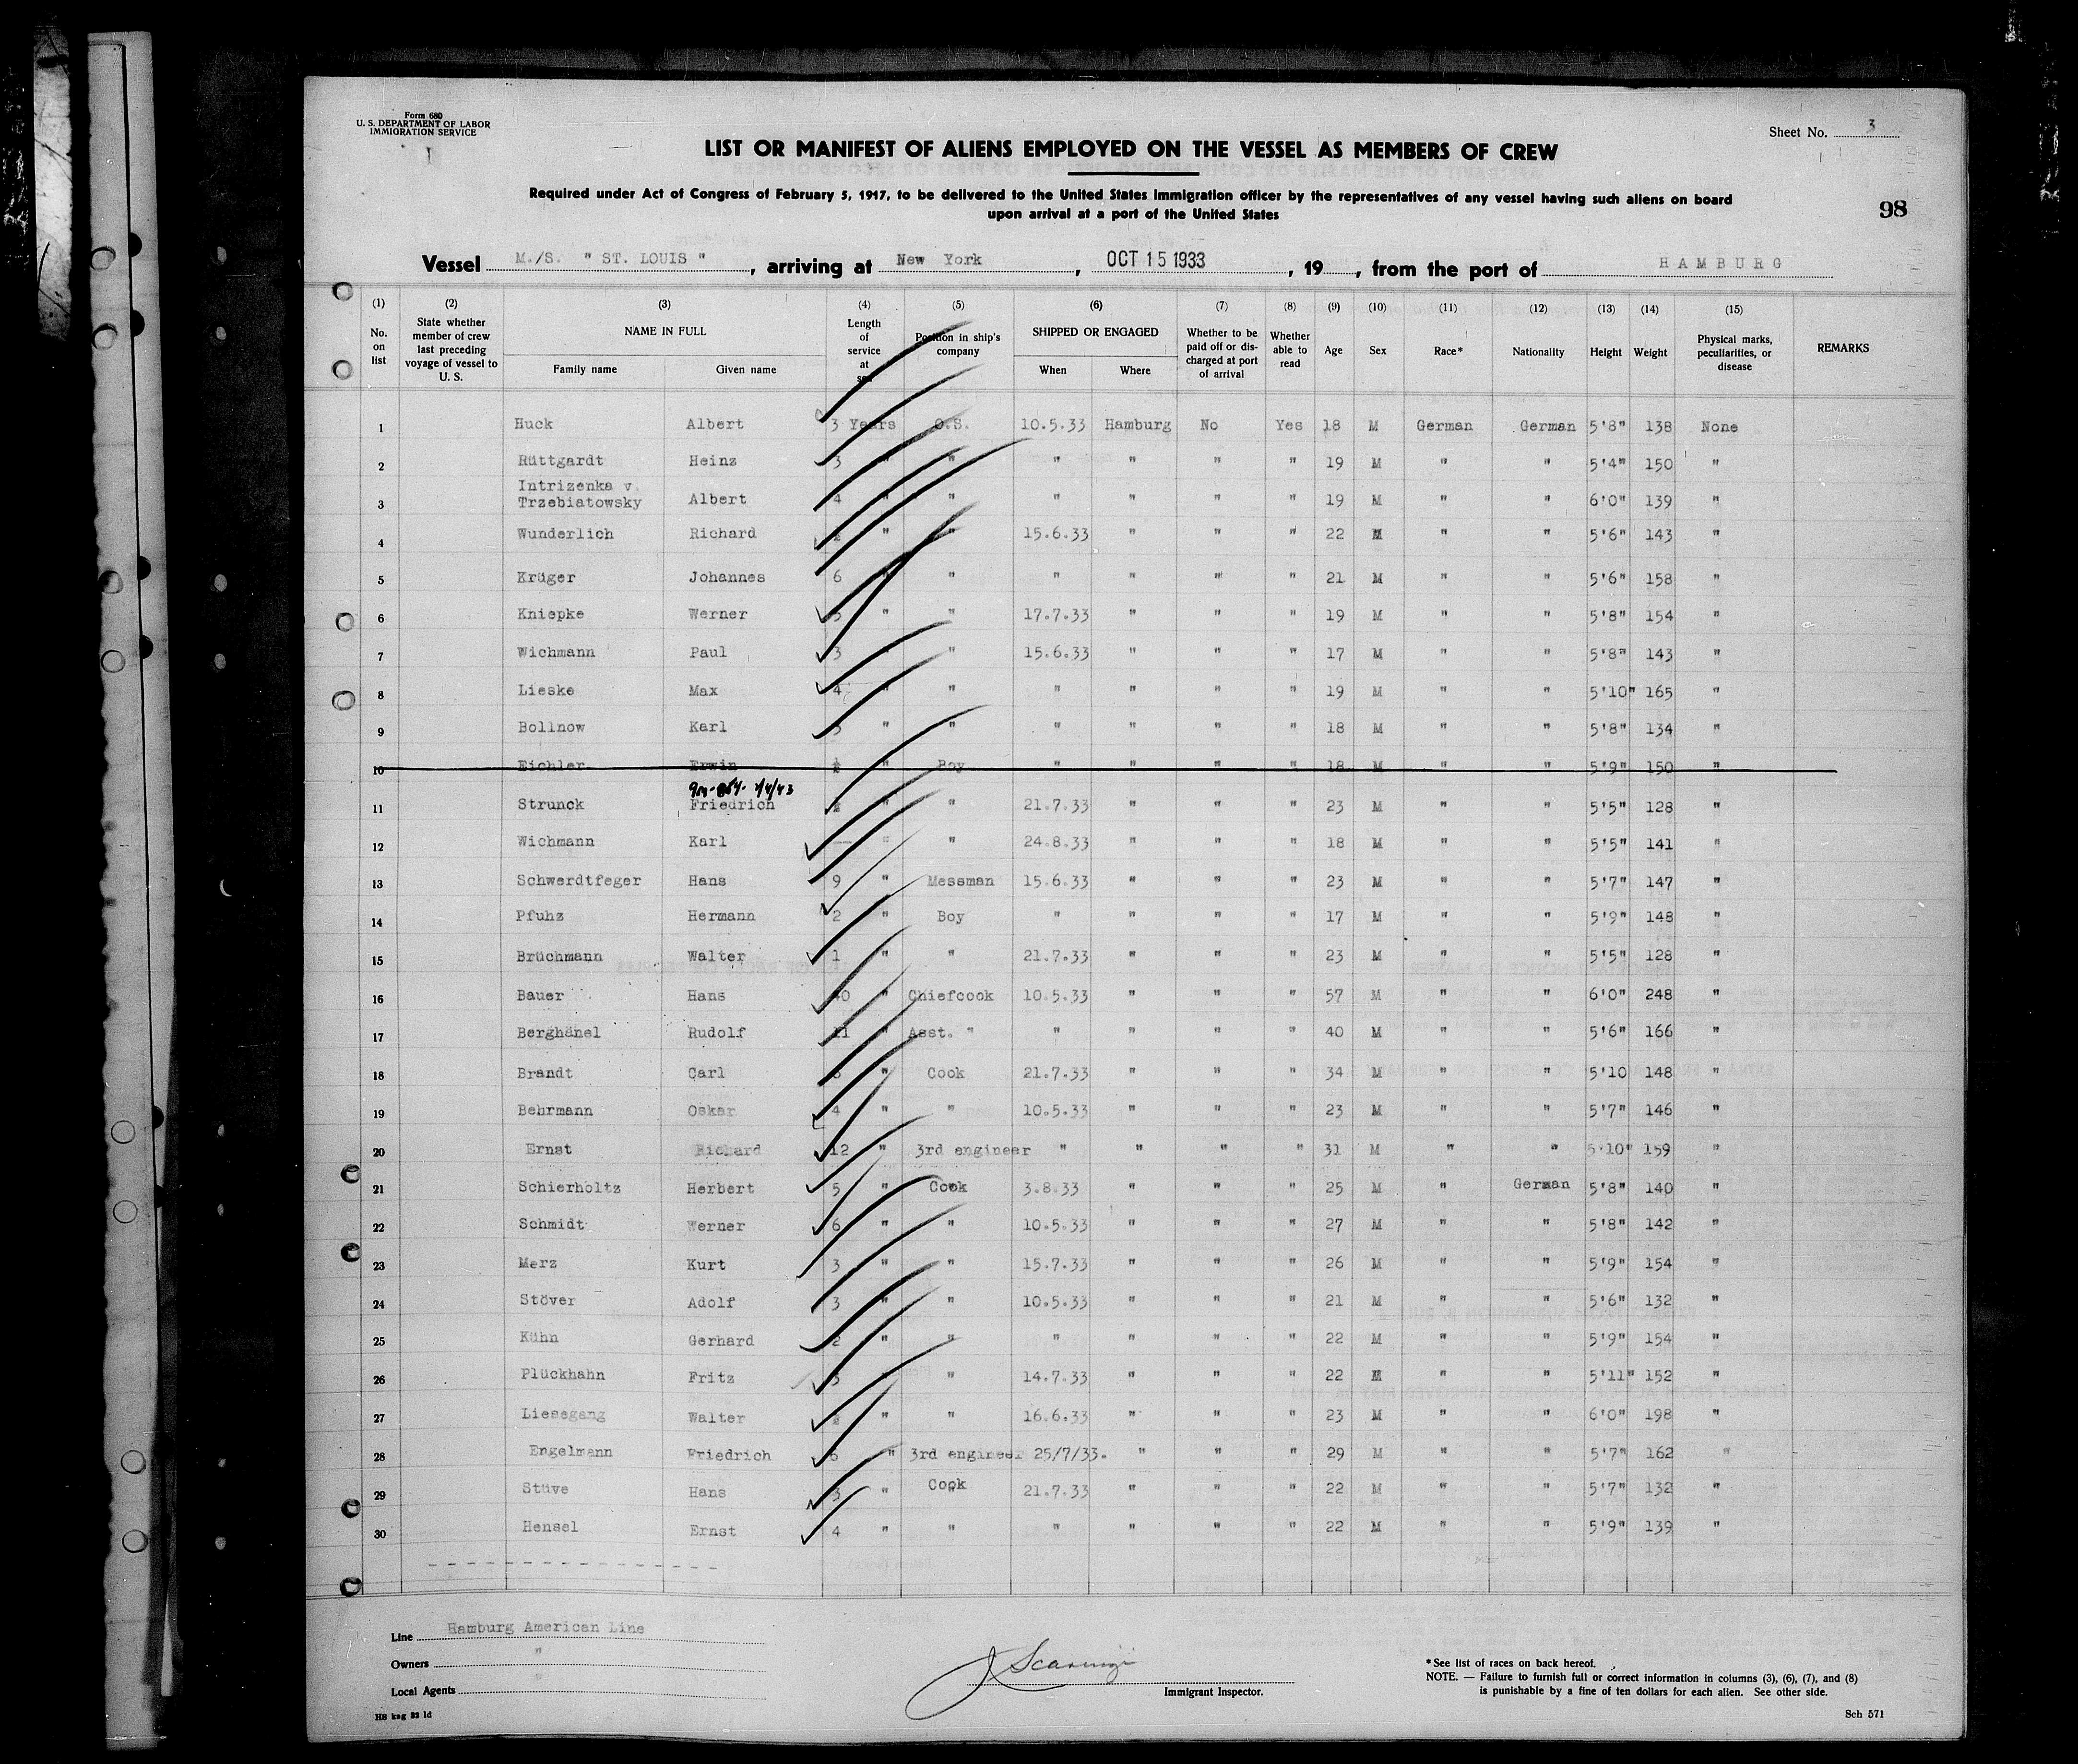 Form 680
U. S. DEPARTMENT OF LABOR
IMMIGRATION SERVICE
Sheet No. 3
LIST OR MANIFEST OF ALIENS EMPLOYED ON THE VESSEL AS MEMBERS OF CREW
Required under Act of Congress of February 5, 1917, to be delivered to the United States immigration officer by the representatives of any vessel having such aliens on board
upon arrival at a port of the United States
98
Vessel M./S. " ST. LOUIS " , arriving at New York , OCT 15 1933 , 19 , from the port of HAMBURG
(1) (2) (3) (4) (5) (6) (7) (8) (9) (10) (11) (12) (13) (14) (15)
No. on list State whether member of crew last preceding voyage of vessel to U. S. NAME IN FULL Family name Given name Length of service at sea Position in ship's company SHIPPED OR ENGAGED When Where Whether to be paid off or discharged at port of arrival Whether able to read Age Sex Race* Nationality Height Weight Physical marks, peculiarities, or disease REMARKS
1 Huck Albert 3 Years O.S. 10.5.33 Hamburg No Yes 18 M German German 5'8" 138 None
2 Rüttgardt Heinz 3 " " " " " " 19 M " " 5'4" 150 "
3 Intrizenka v. Trzebiatowsky Albert 4 " " " " " " 19 M " " 6'0" 139 "
4 Wunderlich Richard " " 15.6.33 " " " 22 M " " 5'6" 143 "
5 Krüger Johannes 6 " " " " " " 21 M " " 5'6" 158 "
6 Kniepke Werner " " 17.7.33 " " " 19 M " " 5'8" 154 "
7 Wichmann Paul 3 " 15.6.33 " " " 17 M " " 5'8" 143 "
8 Lieske Max 4 " " " " " " 19 M " " 5'10" 165 "
9 Bollnow Karl 3 " " " " " " 18 M " " 5'8" 134 "
10 Eichler Erwin " Boy " " " " 18 M " " 5'9" 150 "
11 Strunck Friedrich " " 21.7.33 " " " 23 M " " 5'5" 128 "
12 Wichmann Karl — " " 24.8.33 " " " 18 M " " 5'5" 141 "
13 Schwerdtfeger Hans 9 " Messman 15.6.33 " " " 23 M " " 5'7" 147 "
14 Pfuhz Hermann 2 " Boy " " " " 17 M " " 5'9" 148 "
15 Brüchmann Walter 1 " " 21.7.33 " " " 23 M " " 5'5" 128 "
16 Bauer Hans 40 " Chiefcook 10.5.33 " " " 57 M " " 6'0" 248 "
17 Berghänel Rudolf 11 " Asst. " " " " " 40 M " " 5'6" 166 "
18 Brandt Carl " Cook 21.7.33 " " " 34 M " " 5'10 148 "
19 Behrmann Oskar 4 " " 10.5.33 " " " 23 M " " 5'7" 146 "
20 Ernst Richard 12 " 3rd engineer " " " " 31 M " " 5'10" 159 "
21 Schierholtz Herbert 5 " Cook 3.8.33 " " " 25 M " German 5'8" 140 "
22 Schmidt Werner 6 " " 10.5.33 " " " 27 M " " 5'8" 142 "
23 Merz Kurt 3 " " 15.7.33 " " " 26 M " " 5'9" 154 "
24 Stöver Adolf 3 " " 10.5.33 " " " 21 M " " 5'6" 132 "
25 Kühn Gerhard 2 " " " " " " 22 M " " 5'9" 154 "
26 Plückhahn Fritz " " 14.7.33 " " " 22 M " " 5'11" 152 "
27 Liesegang Walter " " 16.6.33 " " " 23 M " " 6'0" 198 "
28 Engelmann Friedrich 6 " 3rd engineer 25/7/33. " " " 29 M " " 5'7" 162 "
29 Stüve Hans 3 " Cook 21.7.33 " " " 22 M " " 5'7" 132 "
30 Hensel Ernst 4 " " " " " " 22 M " " 5'9" 139 "
Line Hamburg American Line
Owners "
Local Agents "
J. Scaringi
Immigrant Inspector.
* See list of races on back hereof.
NOTE. — Failure to furnish full or correct information in columns (3), (6), (7), and (8)
is punishable by a fine of ten dollars for each alien. See other side.
H8 kag 22 1d
Sch 571